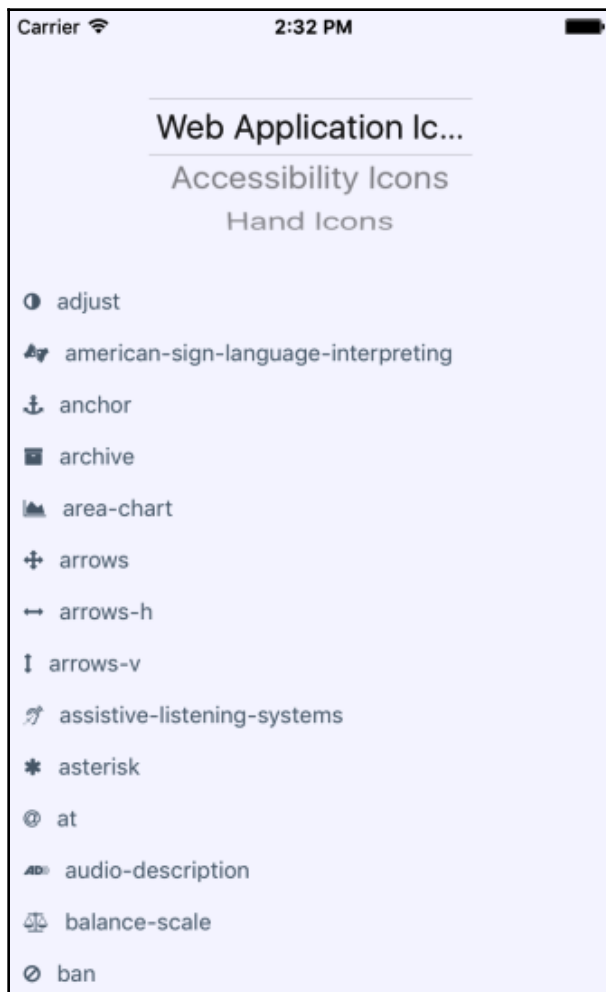 Carrier 2:32 PM
Web Application Ic...
Accessibility Icons
Hand Icons
adjust
american-sign-language-interpreting
anchor
archive
area-chart
arrows
arrows-h
arrows-v
assistive-listening-systems
asterisk
@ at
AD audio-description
balance-scale
ban